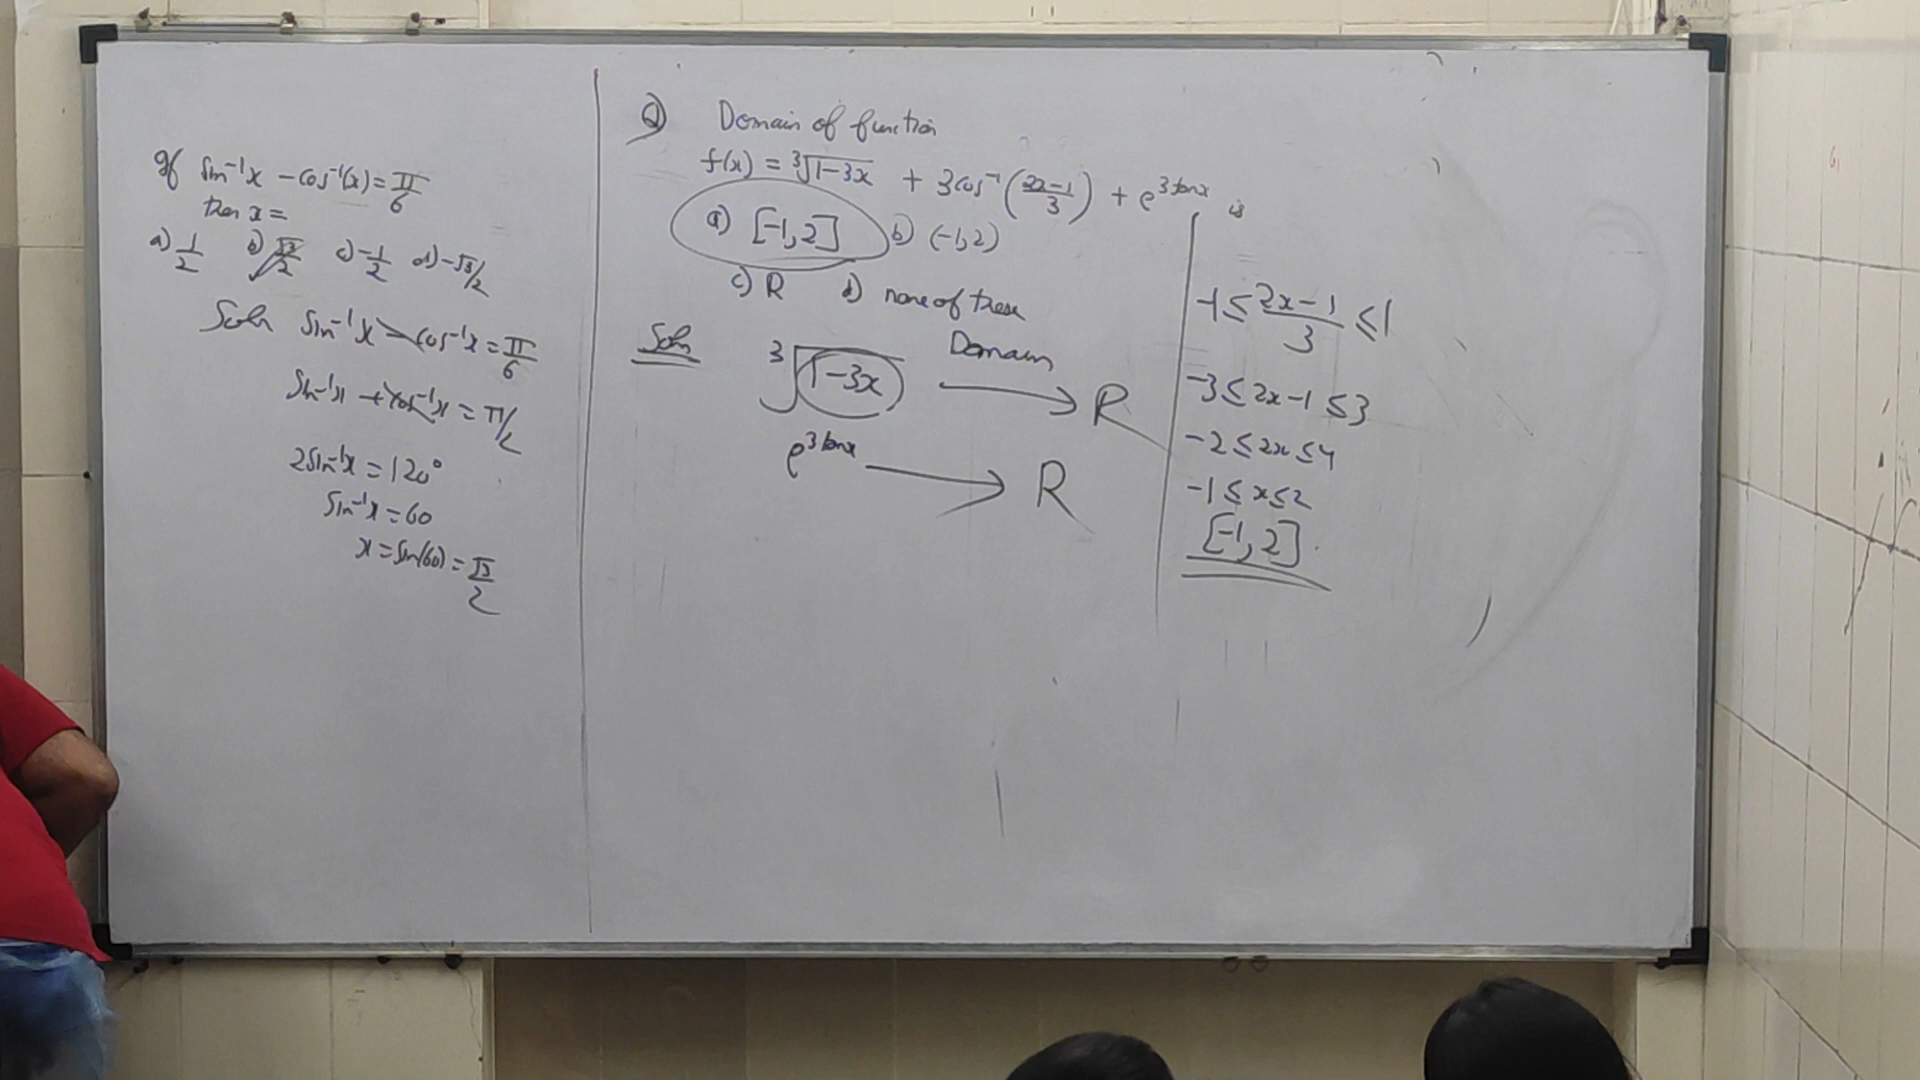 If sin⁻¹x - cos⁻¹(x) = π/6
then x =
a) 1/2 b) √3/2 c) -1/2 d) -√3/2
Soln sin⁻¹x - cos⁻¹x = π/6
sin⁻¹x + cos⁻¹x = π/2
2sin⁻¹x = 120°
sin⁻¹x = 60
x = sin(60) = √3/2
Q) Domain of function
f(x) = ³√(1-3x) + 3cos⁻¹((2x-1)/3) + e^(3tanx) is
a) [-1,2] b) (-1,2)
c) R d) none of these
Soln ³√(1-3x) Domain → R
e^(3tanx) → R
-1 ≤ (2x-1)/3 ≤ 1
-3 ≤ 2x-1 ≤ 3
-2 ≤ 2x ≤ 4
-1 ≤ x ≤ 2
[-1,2]